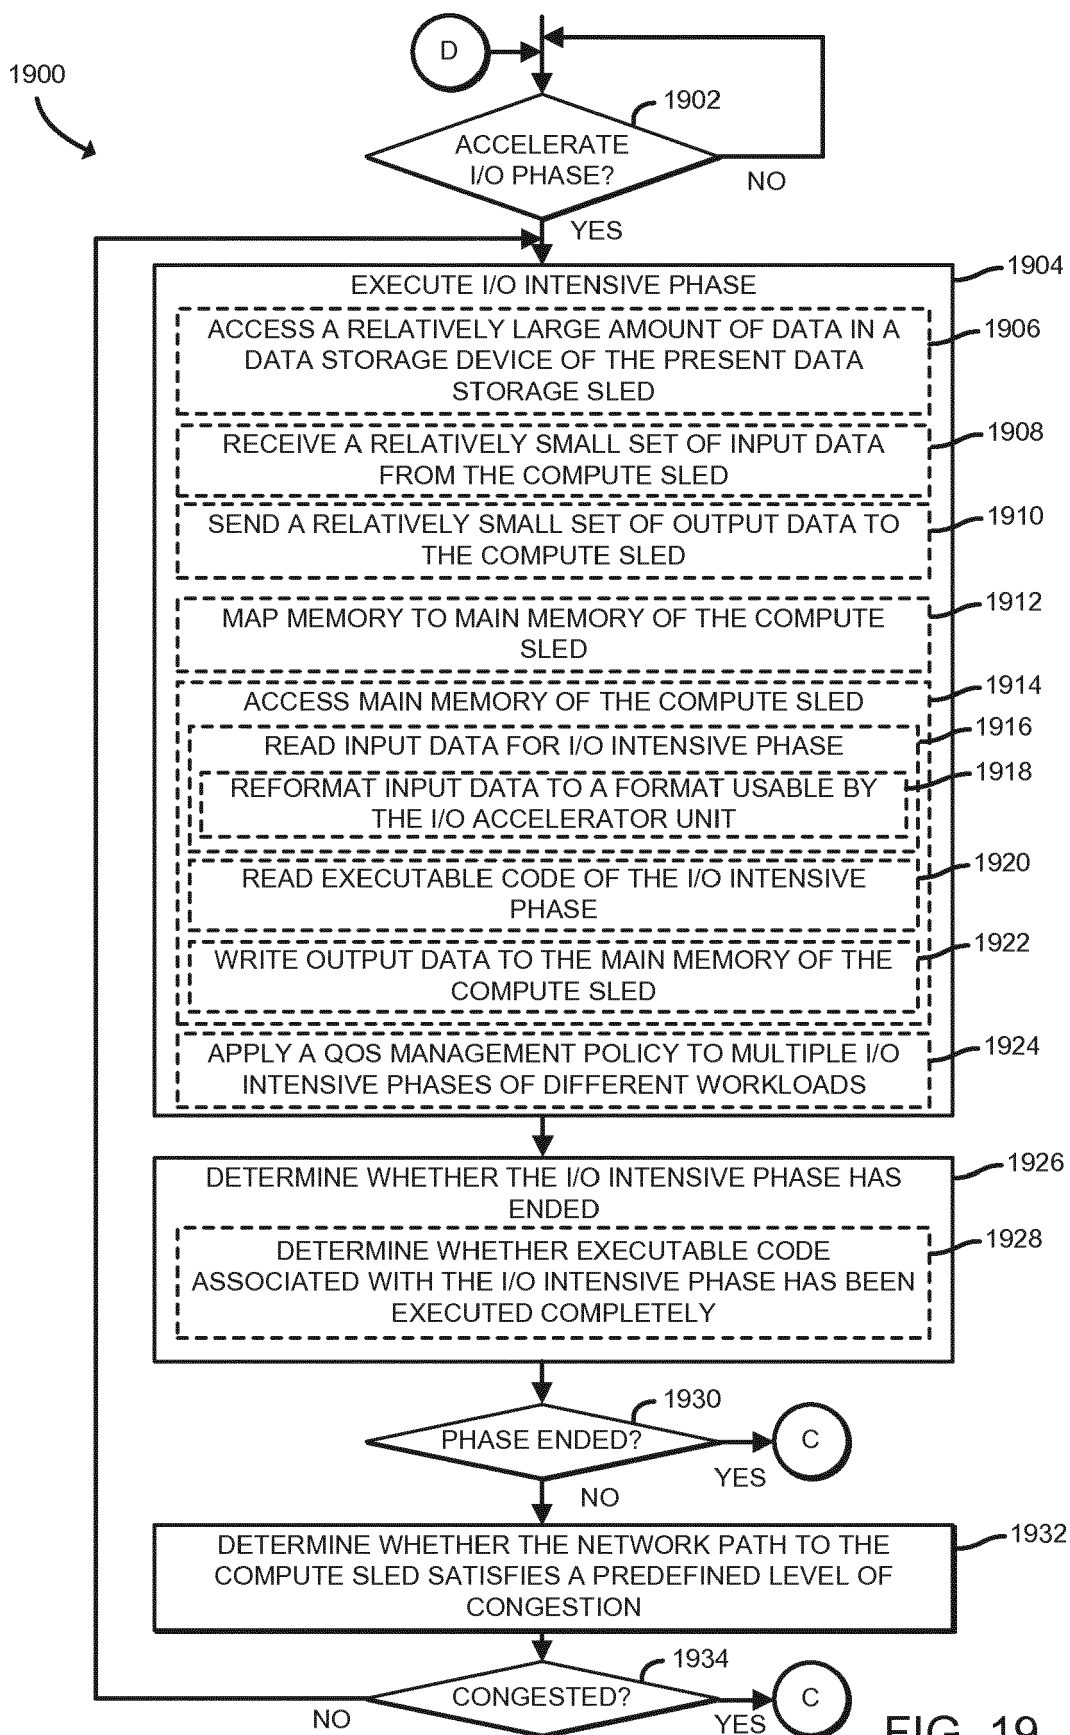 D
1900
1902
ACCELERATE
I/O PHASE?
NO
YES
1904
EXECUTE I/O INTENSIVE PHASE
1906
ACCESS A RELATIVELY LARGE AMOUNT OF DATA IN A
DATA STORAGE DEVICE OF THE PRESENT DATA
STORAGE SLED
1908
RECEIVE A RELATIVELY SMALL SET OF INPUT DATA
FROM THE COMPUTE SLED
1910
SEND A RELATIVELY SMALL SET OF OUTPUT DATA TO
THE COMPUTE SLED
1912
MAP MEMORY TO MAIN MEMORY OF THE COMPUTE
SLED
1914
ACCESS MAIN MEMORY OF THE COMPUTE SLED
1916
READ INPUT DATA FOR I/O INTENSIVE PHASE
1918
REFORMAT INPUT DATA TO A FORMAT USABLE BY
THE I/O ACCELERATOR UNIT
1920
READ EXECUTABLE CODE OF THE I/O INTENSIVE
PHASE
1922
WRITE OUTPUT DATA TO THE MAIN MEMORY OF THE
COMPUTE SLED
1924
APPLY A QOS MANAGEMENT POLICY TO MULTIPLE I/O
INTENSIVE PHASES OF DIFFERENT WORKLOADS
1926
DETERMINE WHETHER THE I/O INTENSIVE PHASE HAS
ENDED
1928
DETERMINE WHETHER EXECUTABLE CODE
ASSOCIATED WITH THE I/O INTENSIVE PHASE HAS BEEN
EXECUTED COMPLETELY
1930
PHASE ENDED?
C
YES
NO
1932
DETERMINE WHETHER THE NETWORK PATH TO THE
COMPUTE SLED SATISFIES A PREDEFINED LEVEL OF
CONGESTION
1934
CONGESTED?
C
NO
YES
FIG. 19